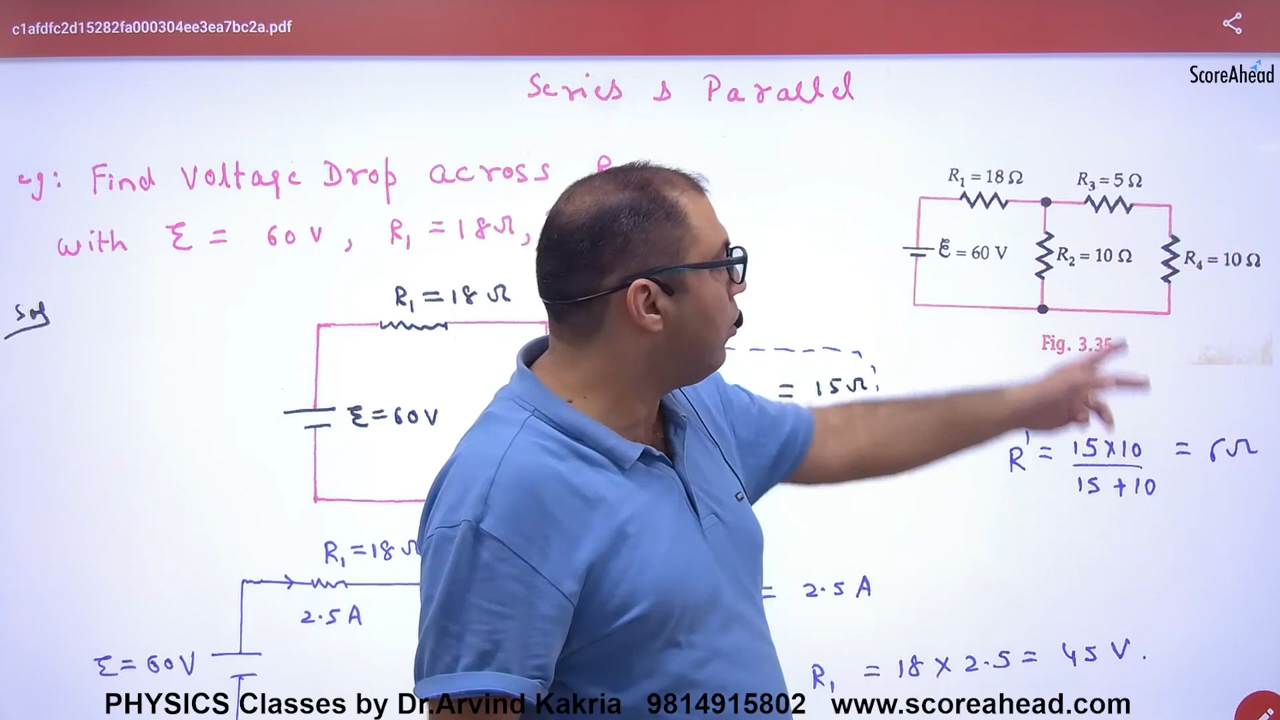 c1afdfc2d15282fa000304ee3ea7bc2a.pdf
ScoreAhead
Series s Parallel
eg: Find Voltage Drop across
with Ɛ = 60 V, R₁ = 18Ω,
Sol
R₁ = 18 Ω R₃ = 5 Ω
ℰ = 60 V R₂ = 10 Ω R₄ = 10 Ω
Fig. 3.35
R₁ = 18 Ω
Ɛ = 60V
= 15Ω
R' = 15×10 / 15 + 10 = 6Ω
R₁ = 18 Ω
2.5 A
Ɛ = 60V
= 2.5 A
R₁ = 18 × 2.5 = 45 V.
PHYSICS Classes by Dr.Arvind Kakria 9814915802 www.scoreahead.com